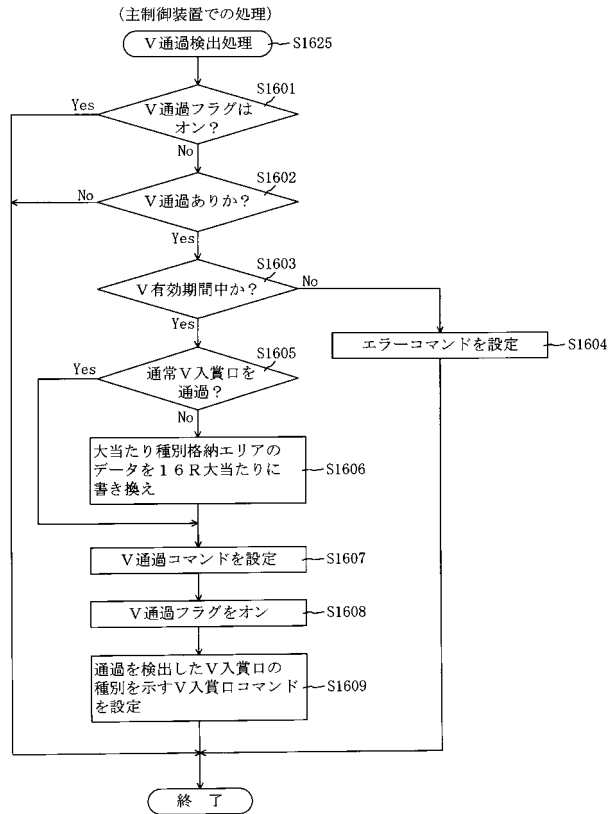 (主制御装置での処理)
V通過検出処理
S1625
S1601
Yes
V通過フラグは
オン?
No
S1602
No
V通過ありか?
Yes
S1603
No
V有効期間中か?
Yes
エラーコマンドを設定
S1604
S1605
Yes
通常V入賞口を
通過?
No
大当たり種別格納エリアの
データを16R大当たりに
書き換え
S1606
V通過コマンドを設定
S1607
V通過フラグをオン
S1608
通過を検出したV入賞口の
種別を示すV入賞口コマンド
を設定
S1609
終 了